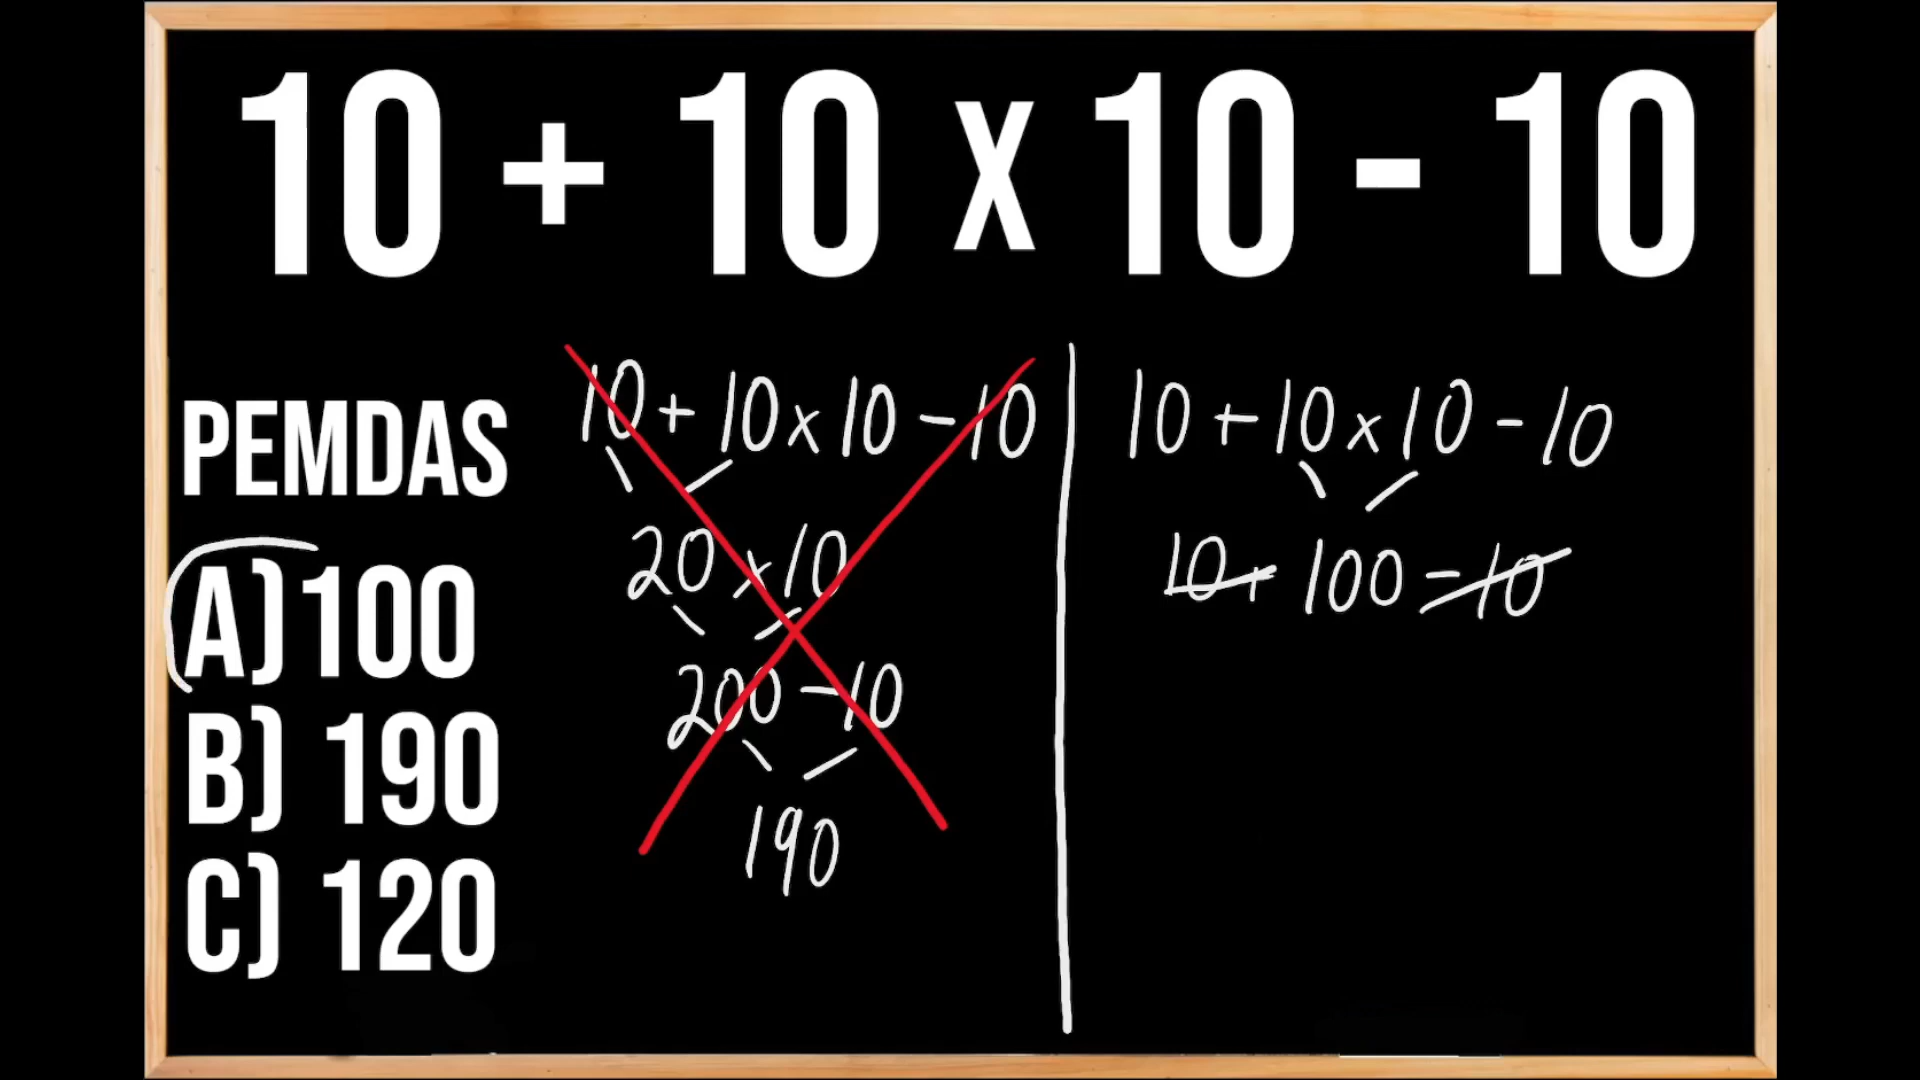 10 + 10 X 10 - 10
PEMDAS
A) 100
B) 190
C) 120
10 + 10 x 10 - 10
20 x 10
200 - 10
190
10 + 10 x 10 - 10
10 + 100 - 10